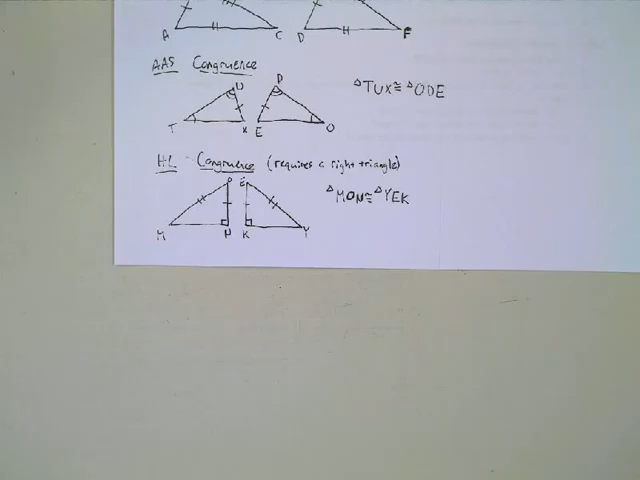 A C D F
AAS Congruence
U D
△TUX≅△ODE
T X E O
HL Congruence (requires a right triangle)
O E
△MON≅△YEK
M N K Y